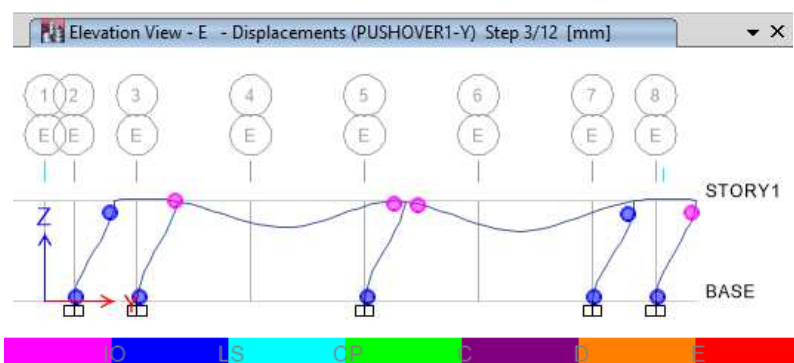 Elevation View - E - Displacements (PUSHOVER1-Y) Step 3/12 [mm]
1 2 3 4 5 6 7 8
E E E E E E E E
STORY1
Z
Y
BASE
IO LS CP C D E